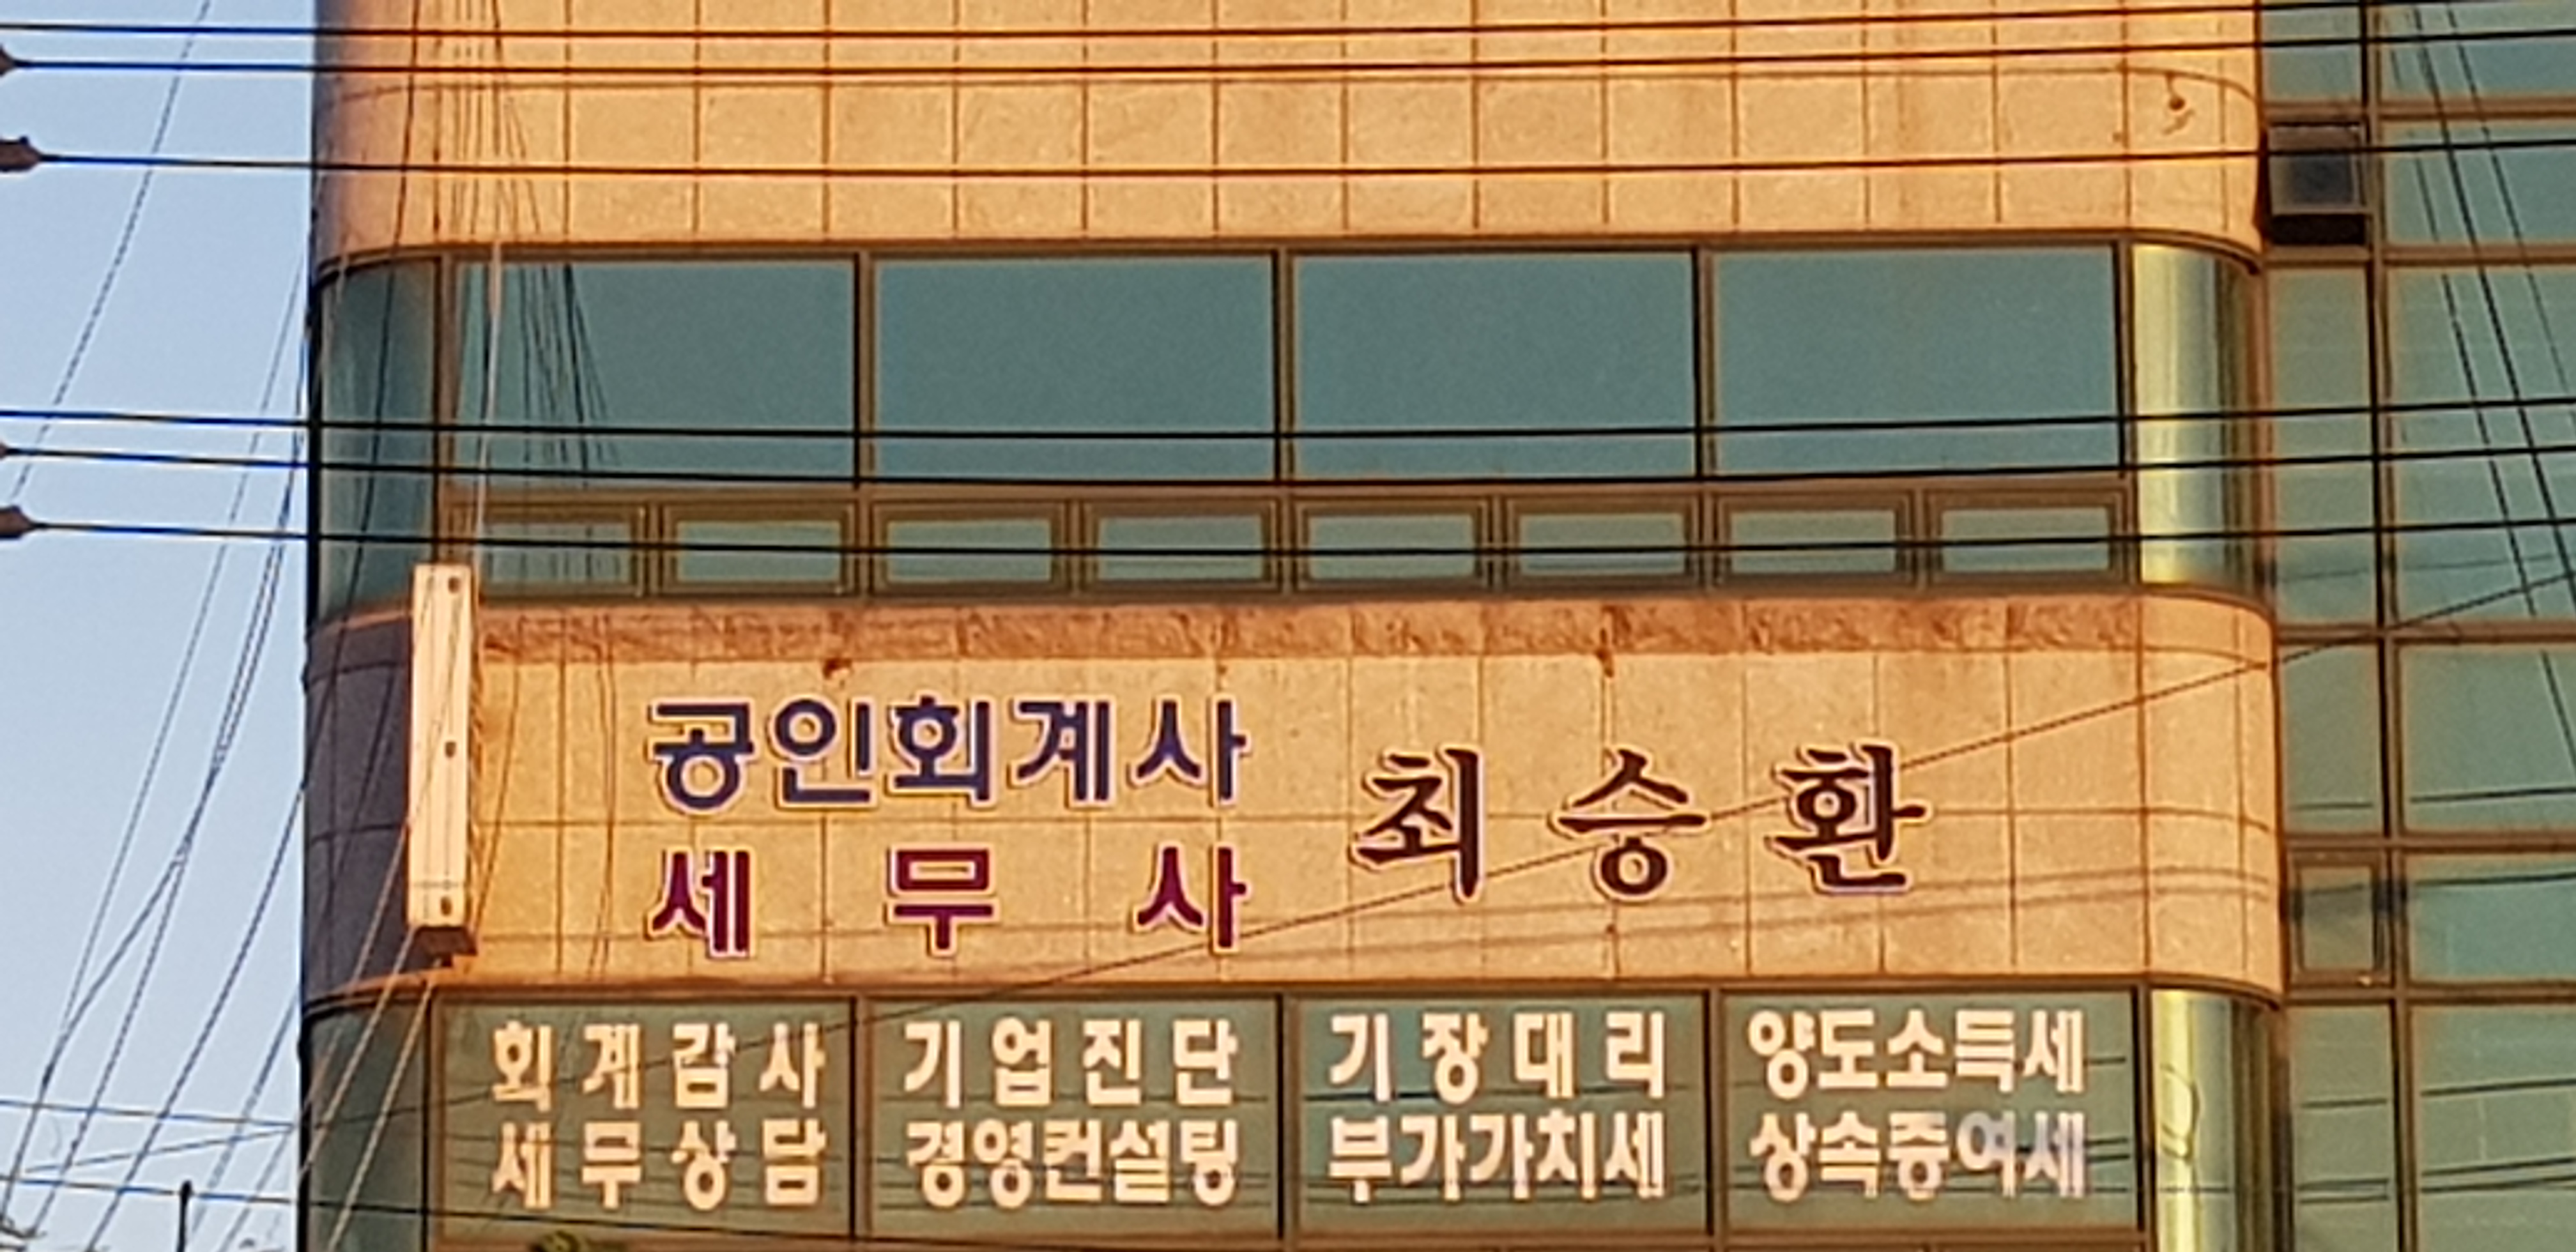 공인회계사
세무사
최승환
회계감사
세무상담
기업진단
경영컨설팅
기장대리
부가가치세
양도소득세
상속증여세